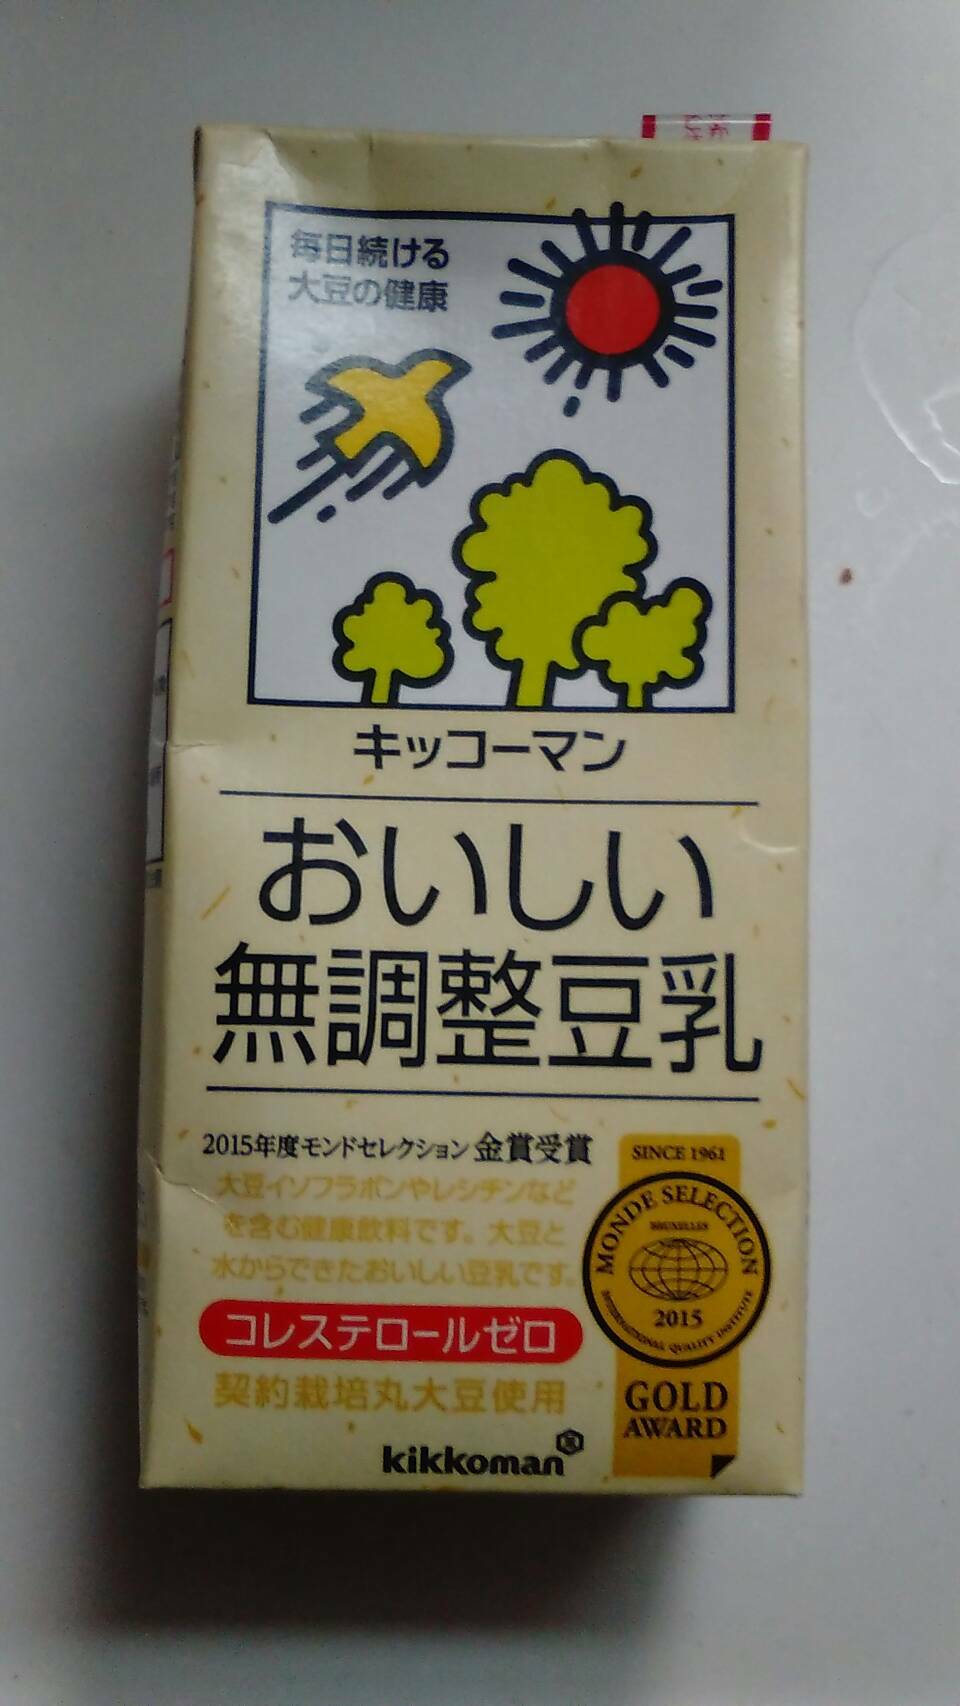 毎日続ける
大豆の健康
キッコーマン
おいしい
無調整豆乳
2015年度モンドセレクション 金賞受賞
大豆イソフラボンやレシチンなど
を含む健康飲料です。大豆と
水からできたおいしい豆乳です。
コレステロールゼロ
契約栽培丸大豆使用
kikkoman
SINCE 1961
MONDE SELECTION
BRUXELLES
2015
INTERNATIONAL QUALITY INSTITUTE
GOLD
AWARD